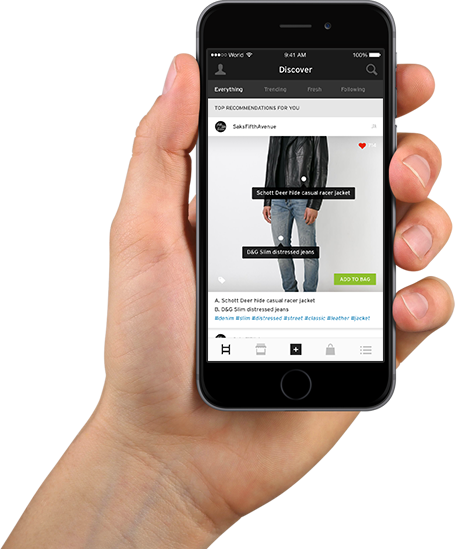 World
9:41 AM
100%
Discover
Everything
Trending
Fresh
Following
TOP RECOMMENDATIONS FOR YOU
SaksFifthAvenue
Schott Deer hide casual racer jacket
D&G Slim distressed jeans
ADD TO BAG
A. Schott Deer hide casual racer jacket
B. D&G Slim distressed jeans
#denim #slim #distressed #street #classic #leather #jacket